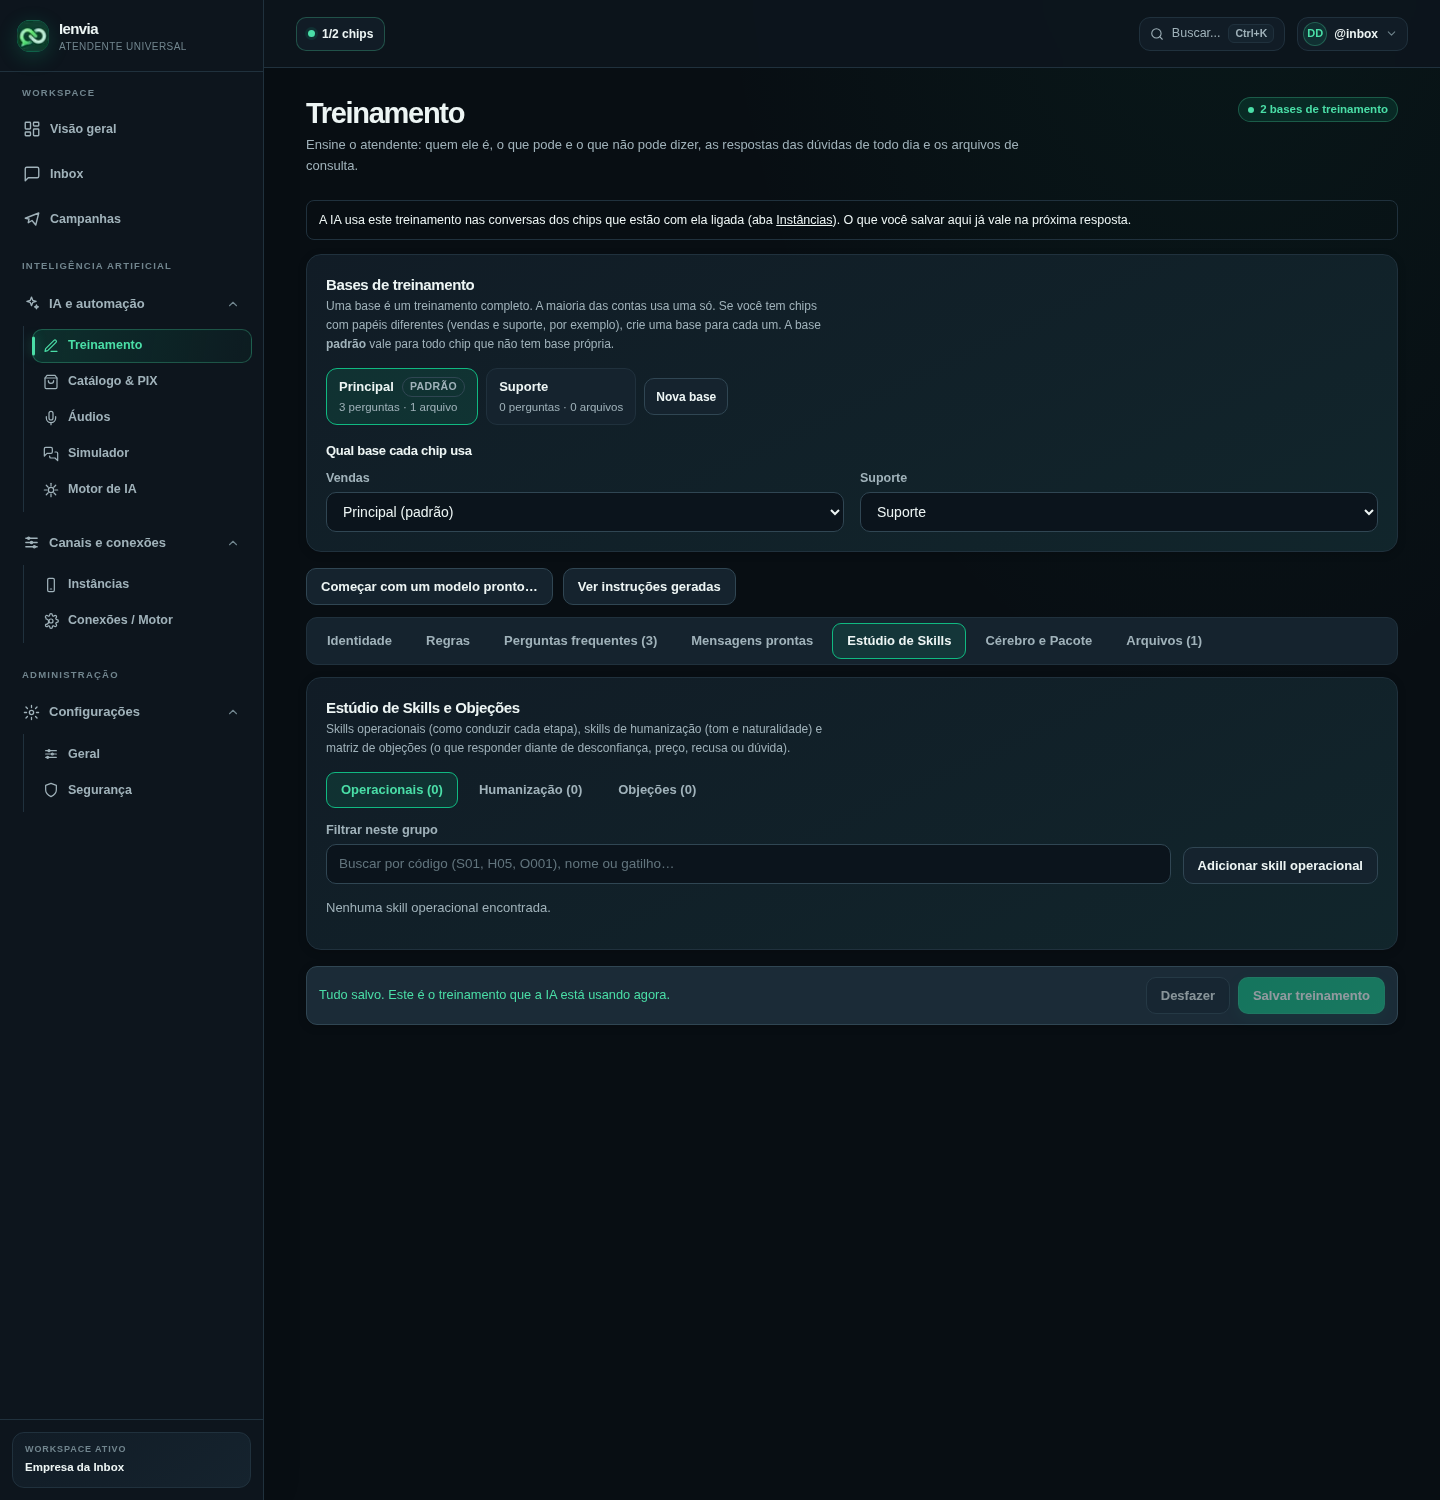 Ienvia
ATENDENTE UNIVERSAL
WORKSPACE
Visão geral
Inbox
Campanhas
INTELIGÊNCIA ARTIFICIAL
IA e automação
Treinamento
Catálogo & PIX
Áudios
Simulador
Motor de IA
Canais e conexões
Instâncias
Conexões / Motor
ADMINISTRAÇÃO
Configurações
Geral
Segurança
WORKSPACE ATIVO
Empresa da Inbox
1/2 chips
Buscar... Ctrl+K
DD @inbox
Treinamento
2 bases de treinamento
Ensine o atendente: quem ele é, o que pode e o que não pode dizer, as respostas das dúvidas de todo dia e os arquivos de
consulta.
A IA usa este treinamento nas conversas dos chips que estão com ela ligada (aba Instâncias). O que você salvar aqui já vale na próxima resposta.
Bases de treinamento
Uma base é um treinamento completo. A maioria das contas usa uma só. Se você tem chips
com papéis diferentes (vendas e suporte, por exemplo), crie uma base para cada um. A base
padrão vale para todo chip que não tem base própria.
Principal PADRÃO
3 perguntas · 1 arquivo
Suporte
0 perguntas · 0 arquivos
Nova base
Qual base cada chip usa
Vendas
Principal (padrão)
Suporte
Suporte
Começar com um modelo pronto…
Ver instruções geradas
Identidade
Regras
Perguntas frequentes (3)
Mensagens prontas
Estúdio de Skills
Cérebro e Pacote
Arquivos (1)
Estúdio de Skills e Objeções
Skills operacionais (como conduzir cada etapa), skills de humanização (tom e naturalidade) e
matriz de objeções (o que responder diante de desconfiança, preço, recusa ou dúvida).
Operacionais (0)
Humanização (0)
Objeções (0)
Filtrar neste grupo
Buscar por código (S01, H05, O001), nome ou gatilho…
Adicionar skill operacional
Nenhuma skill operacional encontrada.
Tudo salvo. Este é o treinamento que a IA está usando agora.
Desfazer
Salvar treinamento